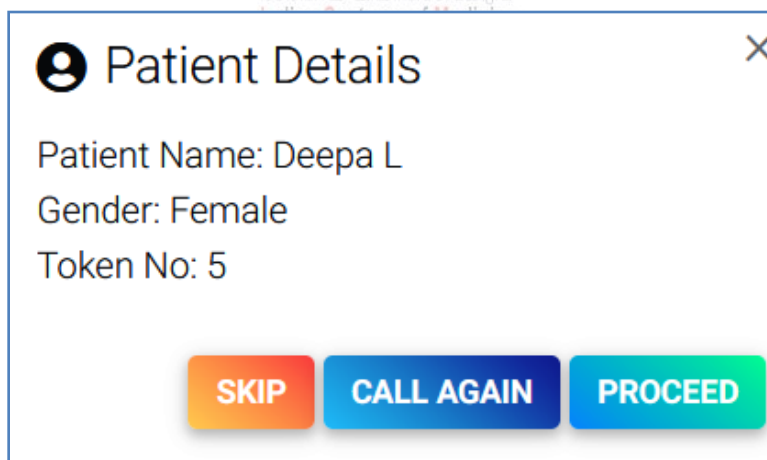 Patient Details
Patient Name: Deepa L
Gender: Female
Token No: 5
SKIP CALL AGAIN PROCEED